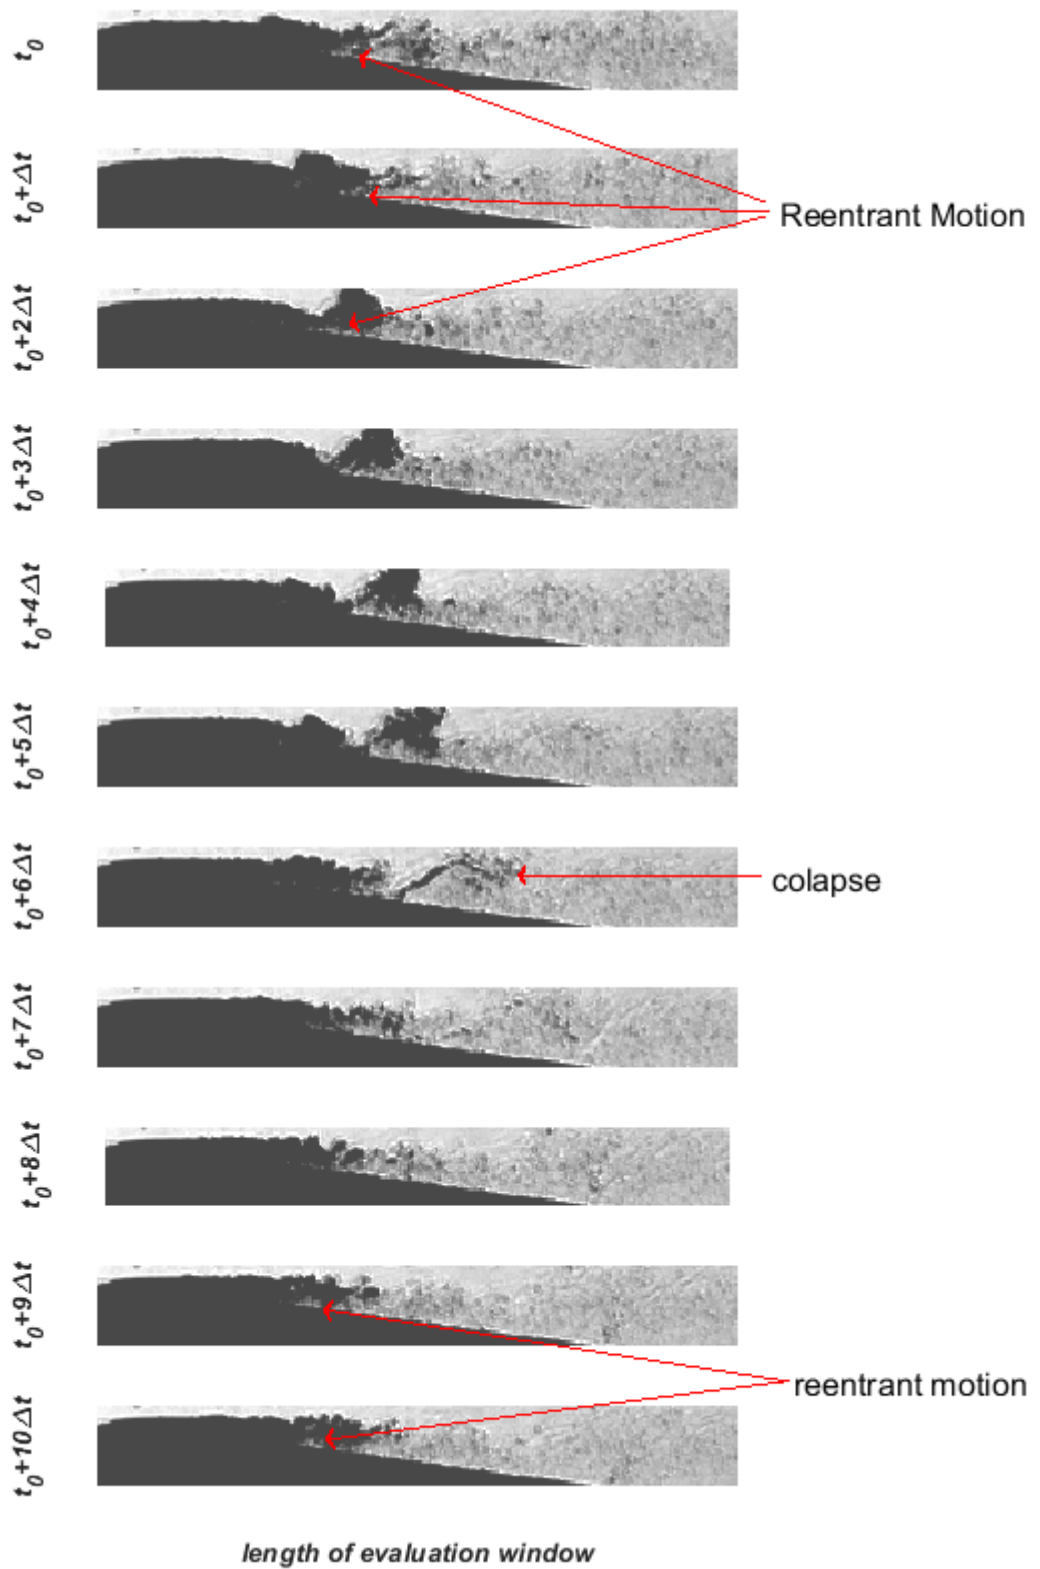 t0
t0+Δt
Reentrant Motion
t0+2Δt
t0+3Δt
t0+4Δt
t0+5Δt
t0+6Δt
colapse
t0+7Δt
t0+8Δt
t0+9Δt
reentrant motion
t0+10Δt
length of evaluation window